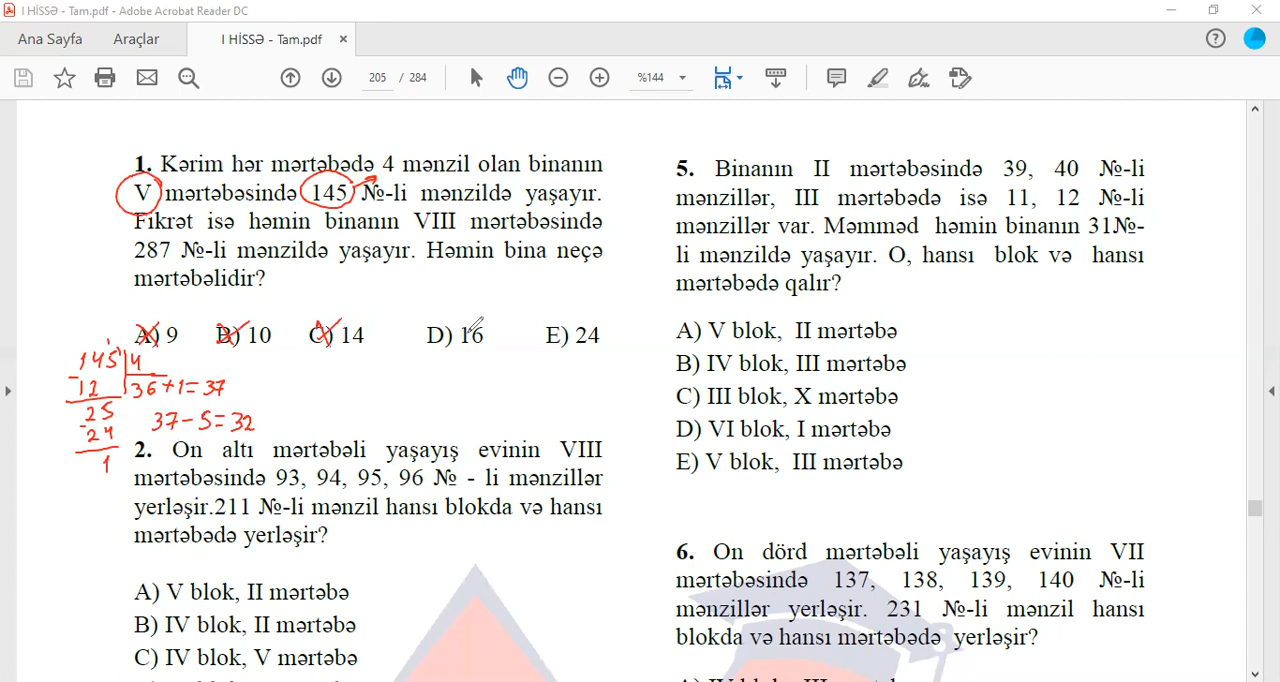 I HİSSƏ - Tam.pdf - Adobe Acrobat Reader DC
Ana Sayfa Araçlar I HİSSƏ - Tam.pdf ×
205 / 284 %144
1. Kərim hər mərtəbədə 4 mənzil olan binanın
V mərtəbəsində 145 №-li mənzildə yaşayır.
Fikrət isə həmin binanın VIII mərtəbəsində
287 №-li mənzildə yaşayır. Həmin bina neçə
mərtəbəlidir?
A) 9 B) 10 C) 14 D) 16 E) 24
145 4
-12 36+1=37
25 37-5=32
-24
1
2. On altı mərtəbəli yaşayış evinin VIII
mərtəbəsində 93, 94, 95, 96 № - li mənzillər
yerləşir.211 №-li mənzil hansı blokda və hansı
mərtəbədə yerləşir?
A) V blok, II mərtəbə
B) IV blok, II mərtəbə
C) IV blok, V mərtəbə
5. Binanın II mərtəbəsində 39, 40 №-li
mənzillər, III mərtəbədə isə 11, 12 №-li
mənzillər var. Məmməd həmin binanın 31№-
li mənzildə yaşayır. O, hansı blok və hansı
mərtəbədə qalır?
A) V blok, II mərtəbə
B) IV blok, III mərtəbə
C) III blok, X mərtəbə
D) VI blok, I mərtəbə
E) V blok, III mərtəbə
6. On dörd mərtəbəli yaşayış evinin VII
mərtəbəsində 137, 138, 139, 140 №-li
mənzillər yerləşir. 231 №-li mənzil hansı
blokda və hansı mərtəbədə yerləşir?